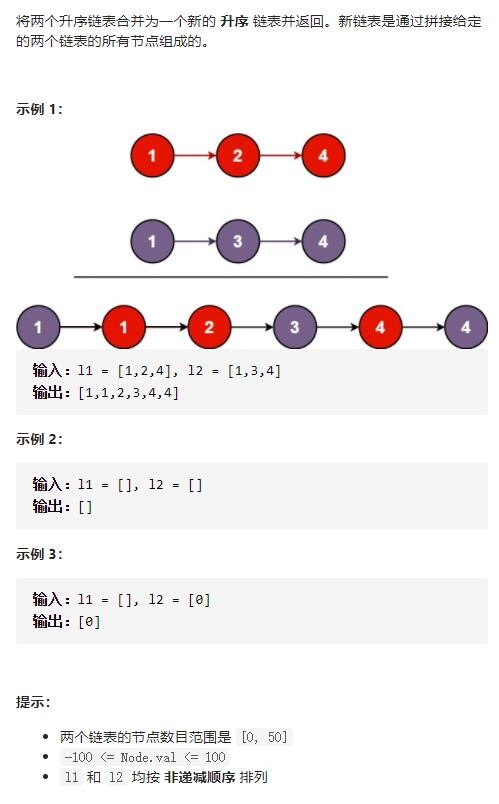 将两个升序链表合并为一个新的 升序 链表并返回。新链表是通过拼接给定
的两个链表的所有节点组成的。
示例 1：
1 2 4
1 3 4
1 1 2 3 4 4
输入：l1 = [1,2,4], l2 = [1,3,4]
输出：[1,1,2,3,4,4]
示例 2：
输入：l1 = [], l2 = []
输出：[]
示例 3：
输入：l1 = [], l2 = [0]
输出：[0]
提示：
• 两个链表的节点数目范围是 [0, 50]
• -100 <= Node.val <= 100
• l1 和 l2 均按 非递减顺序 排列